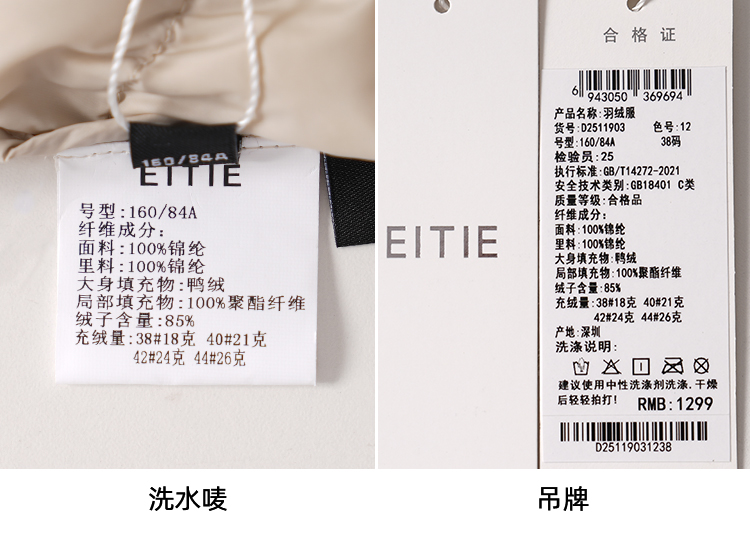 160/84A
EITIE
号型:160/84A
纤维成分:
面料:100%锦纶
里料:100%锦纶
大身填充物:鸭绒
局部填充物:100%聚酯纤维
绒子含量:85%
充绒量:38#18克 40#21克
42#24克 44#26克
洗水唛
EITIE
合格证
6 943050 369694
产品名称:羽绒服
货号:D2511903 色号:12
号型:160/84A 38码
检验员:25
执行标准:GB/T14272-2021
安全技术类别:GB18401 C类
质量等级:合格品
纤维成分:
面料:100%锦纶
里料:100%锦纶
大身填充物:鸭绒
局部填充物:100%聚酯纤维
绒子含量:85%
充绒量:38#18克 40#21克
42#24克 44#26克
产地:深圳
洗涤说明:
建议使用中性洗涤剂洗涤.干燥
后轻轻拍打! RMB:1299
D25119031238
吊牌